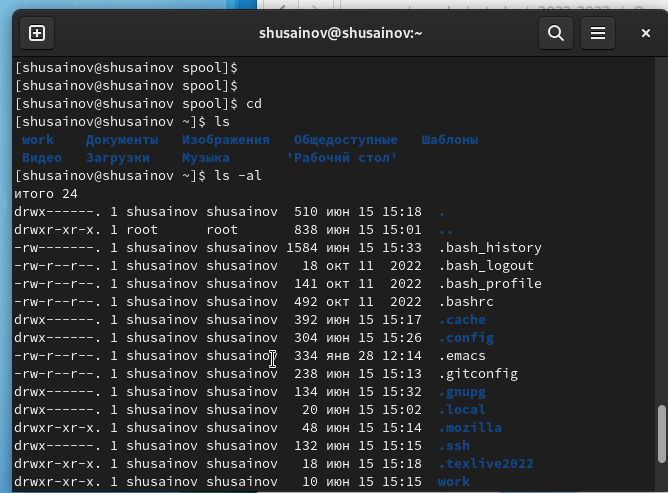 shusainov@shusainov:~
[shusainov@shusainov spool]$
[shusainov@shusainov spool]$
[shusainov@shusainov spool]$ cd
[shusainov@shusainov ~]$ ls
work Документы Изображения Общедоступные Шаблоны
Видео Загрузки Музыка 'Рабочий стол'
[shusainov@shusainov ~]$ ls -al
итого 24
drwx------. 1 shusainov shusainov 510 июн 15 15:18 .
drwxr-xr-x. 1 root root 838 июн 15 15:01 ..
-rw-------. 1 shusainov shusainov 1584 июн 15 15:33 .bash_history
-rw-r--r--. 1 shusainov shusainov 18 окт 11 2022 .bash_logout
-rw-r--r--. 1 shusainov shusainov 141 окт 11 2022 .bash_profile
-rw-r--r--. 1 shusainov shusainov 492 окт 11 2022 .bashrc
drwx------. 1 shusainov shusainov 392 июн 15 15:17 .cache
drwx------. 1 shusainov shusainov 304 июн 15 15:26 .config
-rw-r--r--. 1 shusainov shusainov 334 янв 28 12:14 .emacs
-rw-r--r--. 1 shusainov shusainov 238 июн 15 15:13 .gitconfig
drwx------. 1 shusainov shusainov 134 июн 15 15:32 .gnupg
drwx------. 1 shusainov shusainov 20 июн 15 15:02 .local
drwxr-xr-x. 1 shusainov shusainov 48 июн 15 15:14 .mozilla
drwx------. 1 shusainov shusainov 132 июн 15 15:15 .ssh
drwxr-xr-x. 1 shusainov shusainov 18 июн 15 15:18 .texlive2022
drwxr-xr-x. 1 shusainov shusainov 10 июн 15 15:15 work